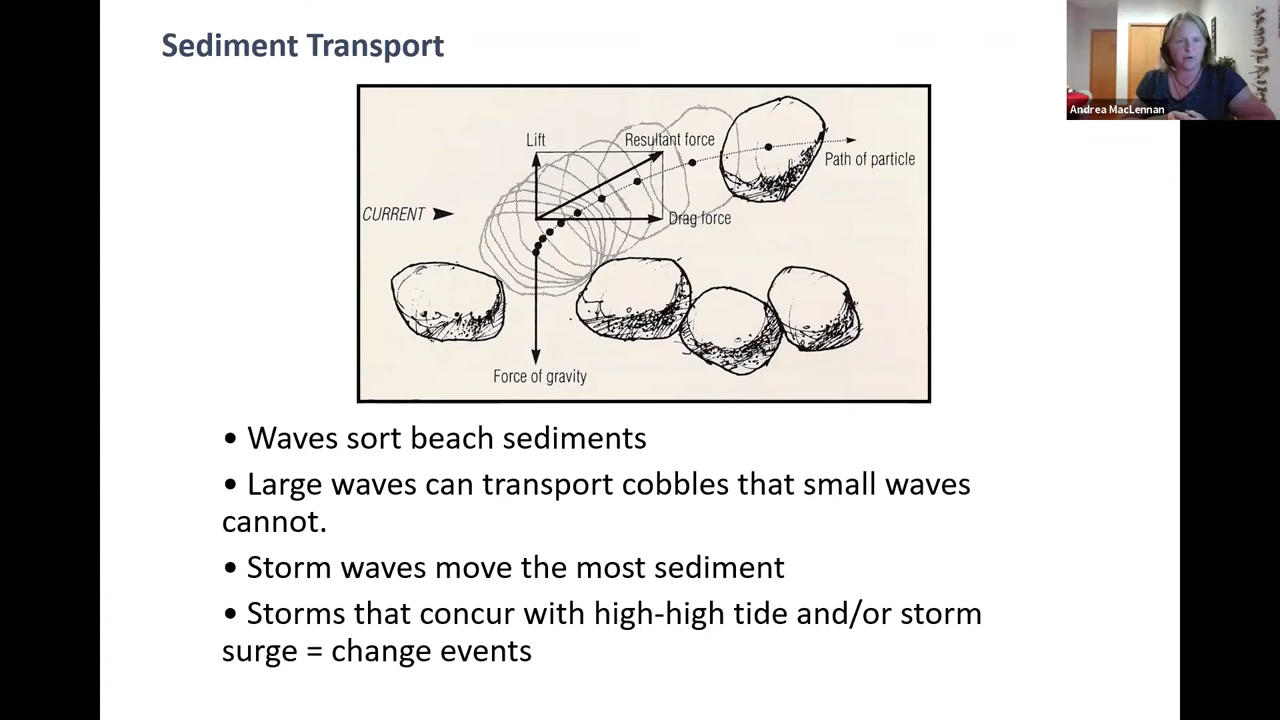 Sediment Transport
Andrea MacLennan
Lift
Resultant force
Path of particle
CURRENT
Drag force
Force of gravity
• Waves sort beach sediments
• Large waves can transport cobbles that small waves
cannot.
• Storm waves move the most sediment
• Storms that concur with high-high tide and/or storm
surge = change events